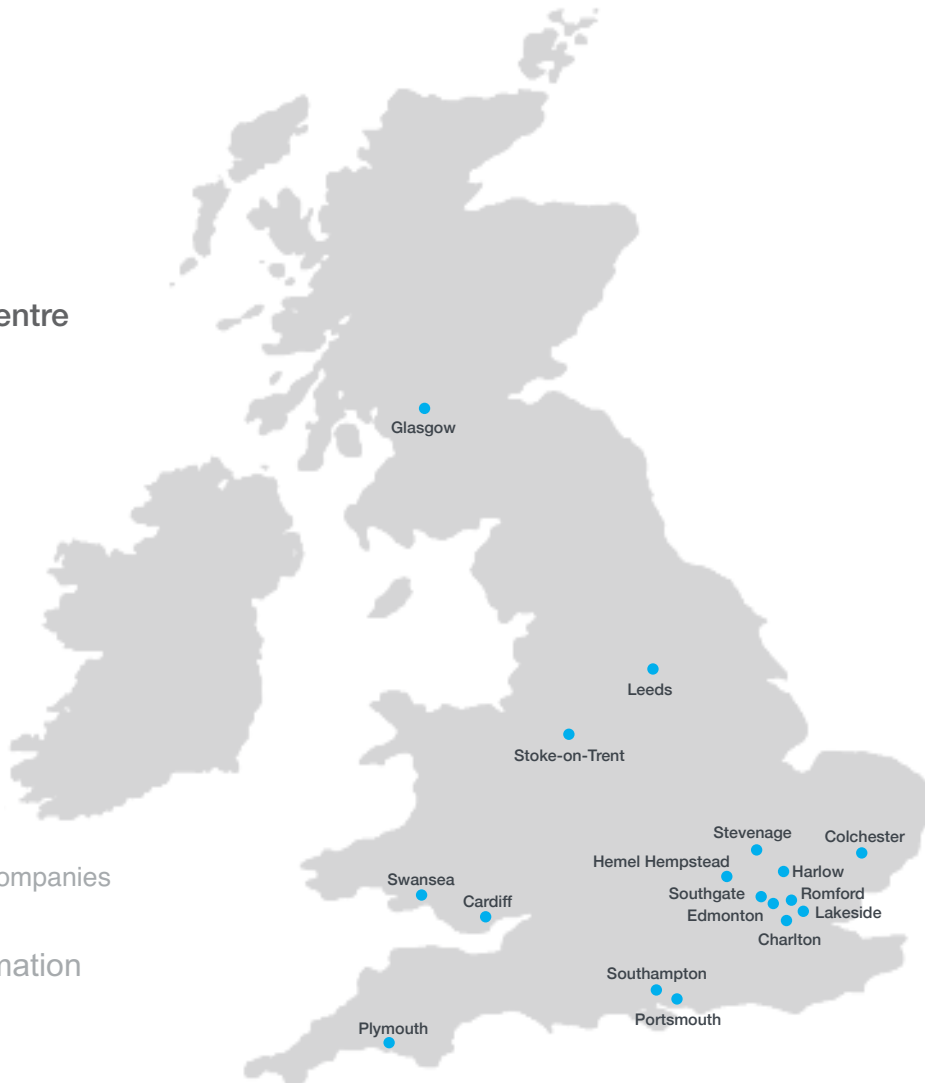 entre
Glasgow
Leeds
Stoke-on-Trent
Stevenage
Colchester
Hemel Hempstead
Harlow
ompanies
Swansea
Southgate
Romford
Cardiff
Edmonton
Lakeside
Charlton
mation
Southampton
Portsmouth
Plymouth